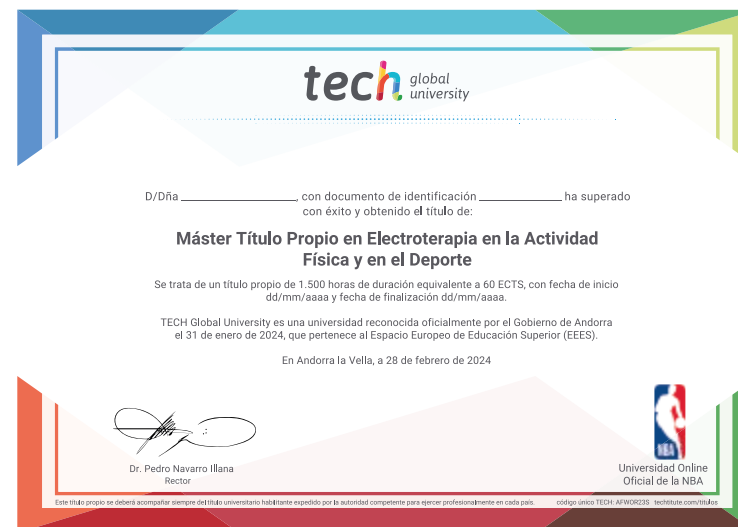 tech global university
D/Dña ______________, con documento de identificación ______________ ha superado
con éxito y obtenido el título de:
Máster Título Propio en Electroterapia en la Actividad
Física y en el Deporte
Se trata de un título propio de 1.500 horas de duración equivalente a 60 ECTS, con fecha de inicio
dd/mm/aaaa y fecha de finalización dd/mm/aaaa.
TECH Global University es una universidad reconocida oficialmente por el Gobierno de Andorra
el 31 de enero de 2024, que pertenece al Espacio Europeo de Educación Superior (EEES).
En Andorra la Vella, a 28 de febrero de 2024
Dr. Pedro Navarro Illana
Rector
NBA
Universidad Online
Oficial de la NBA
Este título propio se deberá acompañar siempre del título universitario habilitante expedido por la autoridad competente para ejercer profesionalmente en cada país. código único TECH: AFWOR23S techtitute.com/titulos